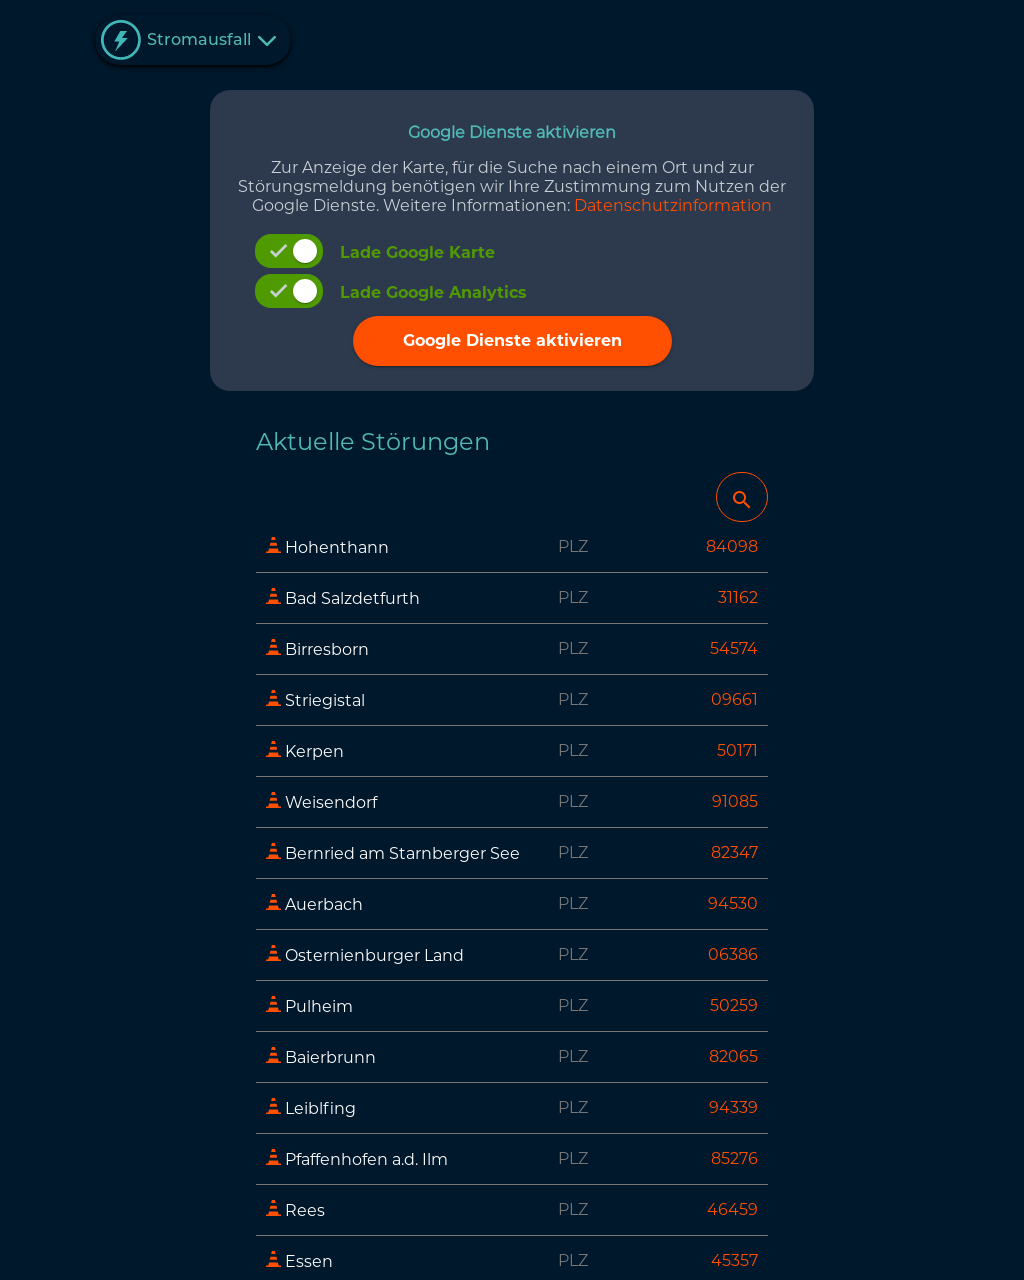 Stromausfall
Google Dienste aktivieren
Zur Anzeige der Karte, für die Suche nach einem Ort und zur
Störungsmeldung benötigen wir Ihre Zustimmung zum Nutzen der
Google Dienste. Weitere Informationen: Datenschutzinformation
Lade Google Karte
Lade Google Analytics
Google Dienste aktivieren
Aktuelle Störungen
Hohenthann PLZ 84098
Bad Salzdetfurth PLZ 31162
Birresborn PLZ 54574
Striegistal PLZ 09661
Kerpen PLZ 50171
Weisendorf PLZ 91085
Bernried am Starnberger See PLZ 82347
Auerbach PLZ 94530
Osternienburger Land PLZ 06386
Pulheim PLZ 50259
Baierbrunn PLZ 82065
Leiblfing PLZ 94339
Pfaffenhofen a.d. Ilm PLZ 85276
Rees PLZ 46459
Essen PLZ 45357